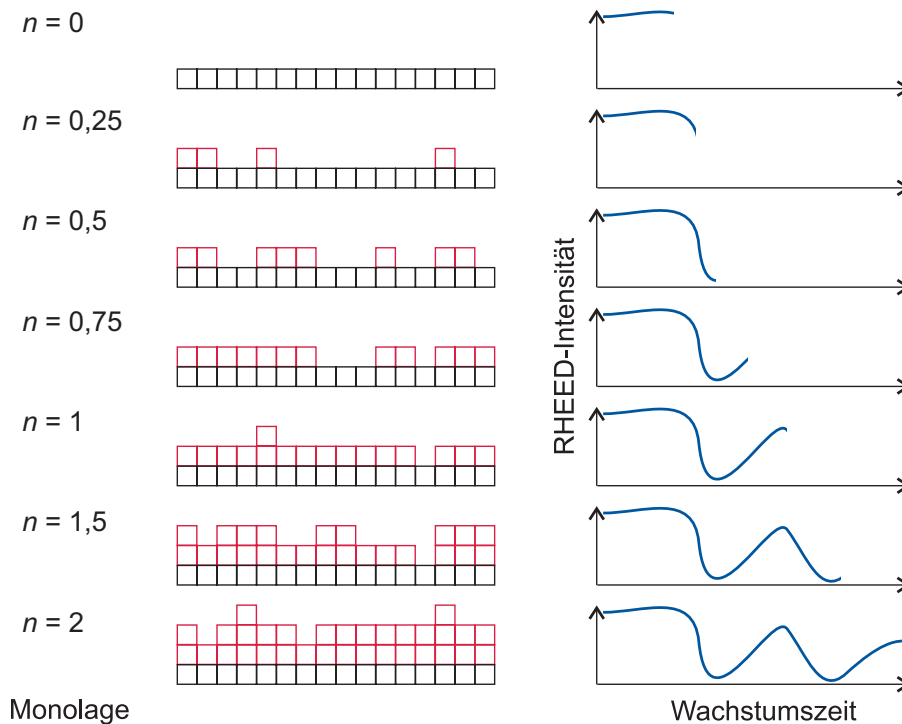 n = 0
n = 0,25
n = 0,5
n = 0,75
n = 1
n = 1,5
n = 2
Monolage
RHEED-Intensität
Wachstumszeit